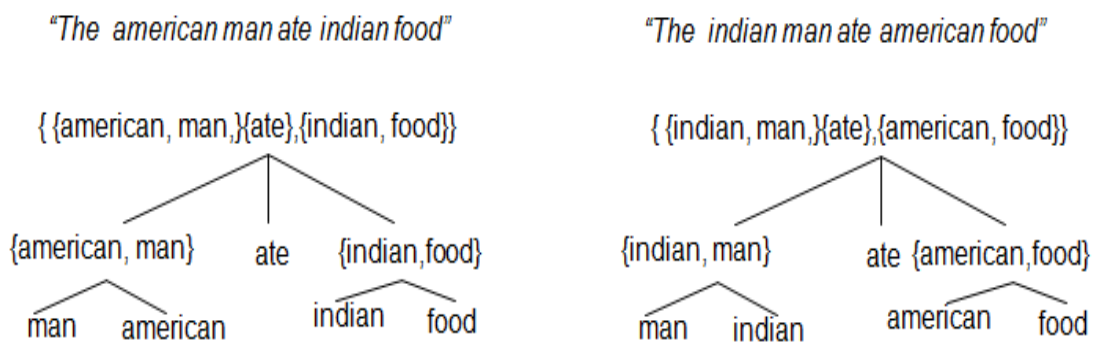 “The american man ate indian food”
{ {american, man,}{ate},{indian, food}}
{american, man} ate {indian,food}
man american indian food
“The indian man ate american food”
{ {indian, man,}{ate},{american, food}}
{indian, man} ate {american,food}
man indian american food